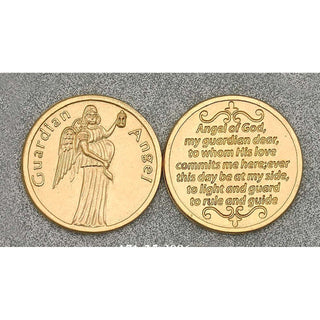 Guardian Angel
Angel of God,
my guardian dear,
to whom His love
commits me here;ever
this day be at my side,
to light and guard
to rule and guide